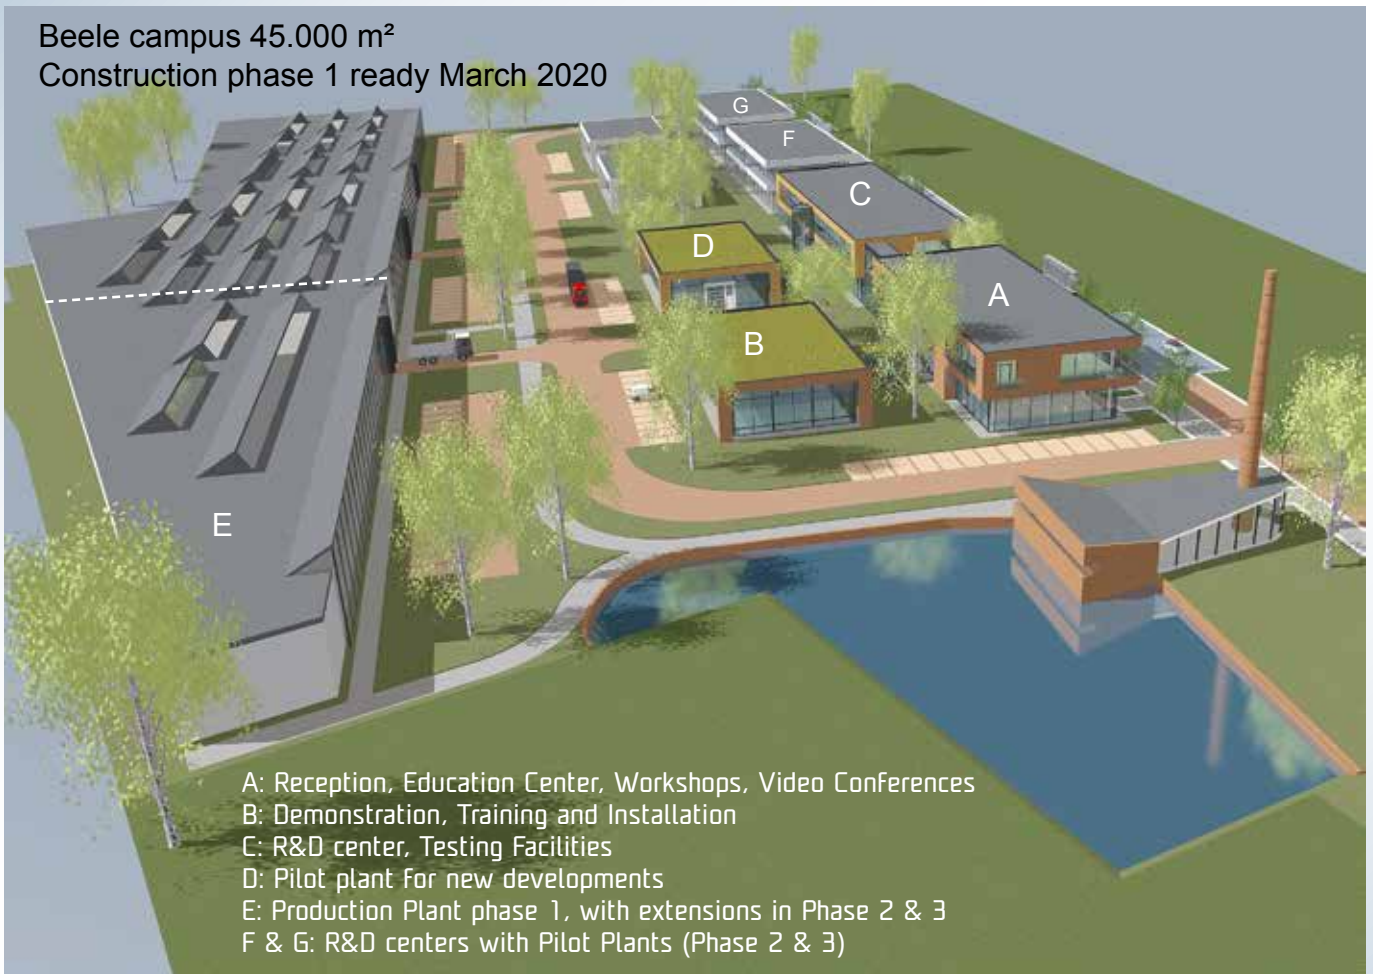 Beele campus 45.000 m²
Construction phase 1 ready March 2020
G
F
C
D
A
B
E
A: Reception, Education Center, Workshops, Video Conferences
B: Demonstration, Training and Installation
C: R&D center, Testing Facilities
D: Pilot plant for new developments
E: Production Plant phase 1, with extensions in Phase 2 & 3
F & G: R&D centers with Pilot Plants (Phase 2 & 3)